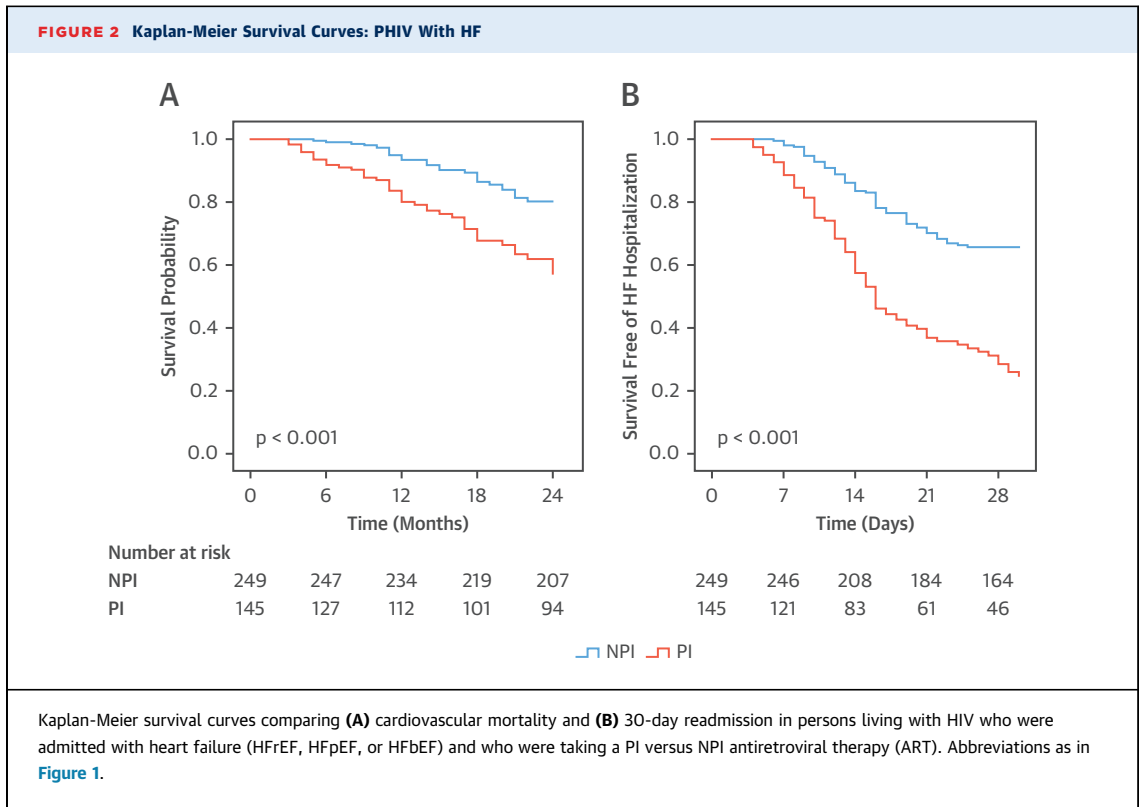 FIGURE 2 Kaplan-Meier Survival Curves: PHIV With HF
A
Survival Probability
1.0
0.8
0.6
0.4
0.2
0.0
p < 0.001
0 6 12 18 24
Time (Months)
B
Survival Free of HF Hospitalization
1.0
0.8
0.6
0.4
0.2
0.0
p < 0.001
0 7 14 21 28
Time (Days)
Number at risk
NPI 249 247 234 219 207 249 246 208 184 164
PI 145 127 112 101 94 145 121 83 61 46
NPI PI
Kaplan-Meier survival curves comparing (A) cardiovascular mortality and (B) 30-day readmission in persons living with HIV who were
admitted with heart failure (HFrEF, HFpEF, or HFbEF) and who were taking a PI versus NPI antiretroviral therapy (ART). Abbreviations as in
Figure 1.